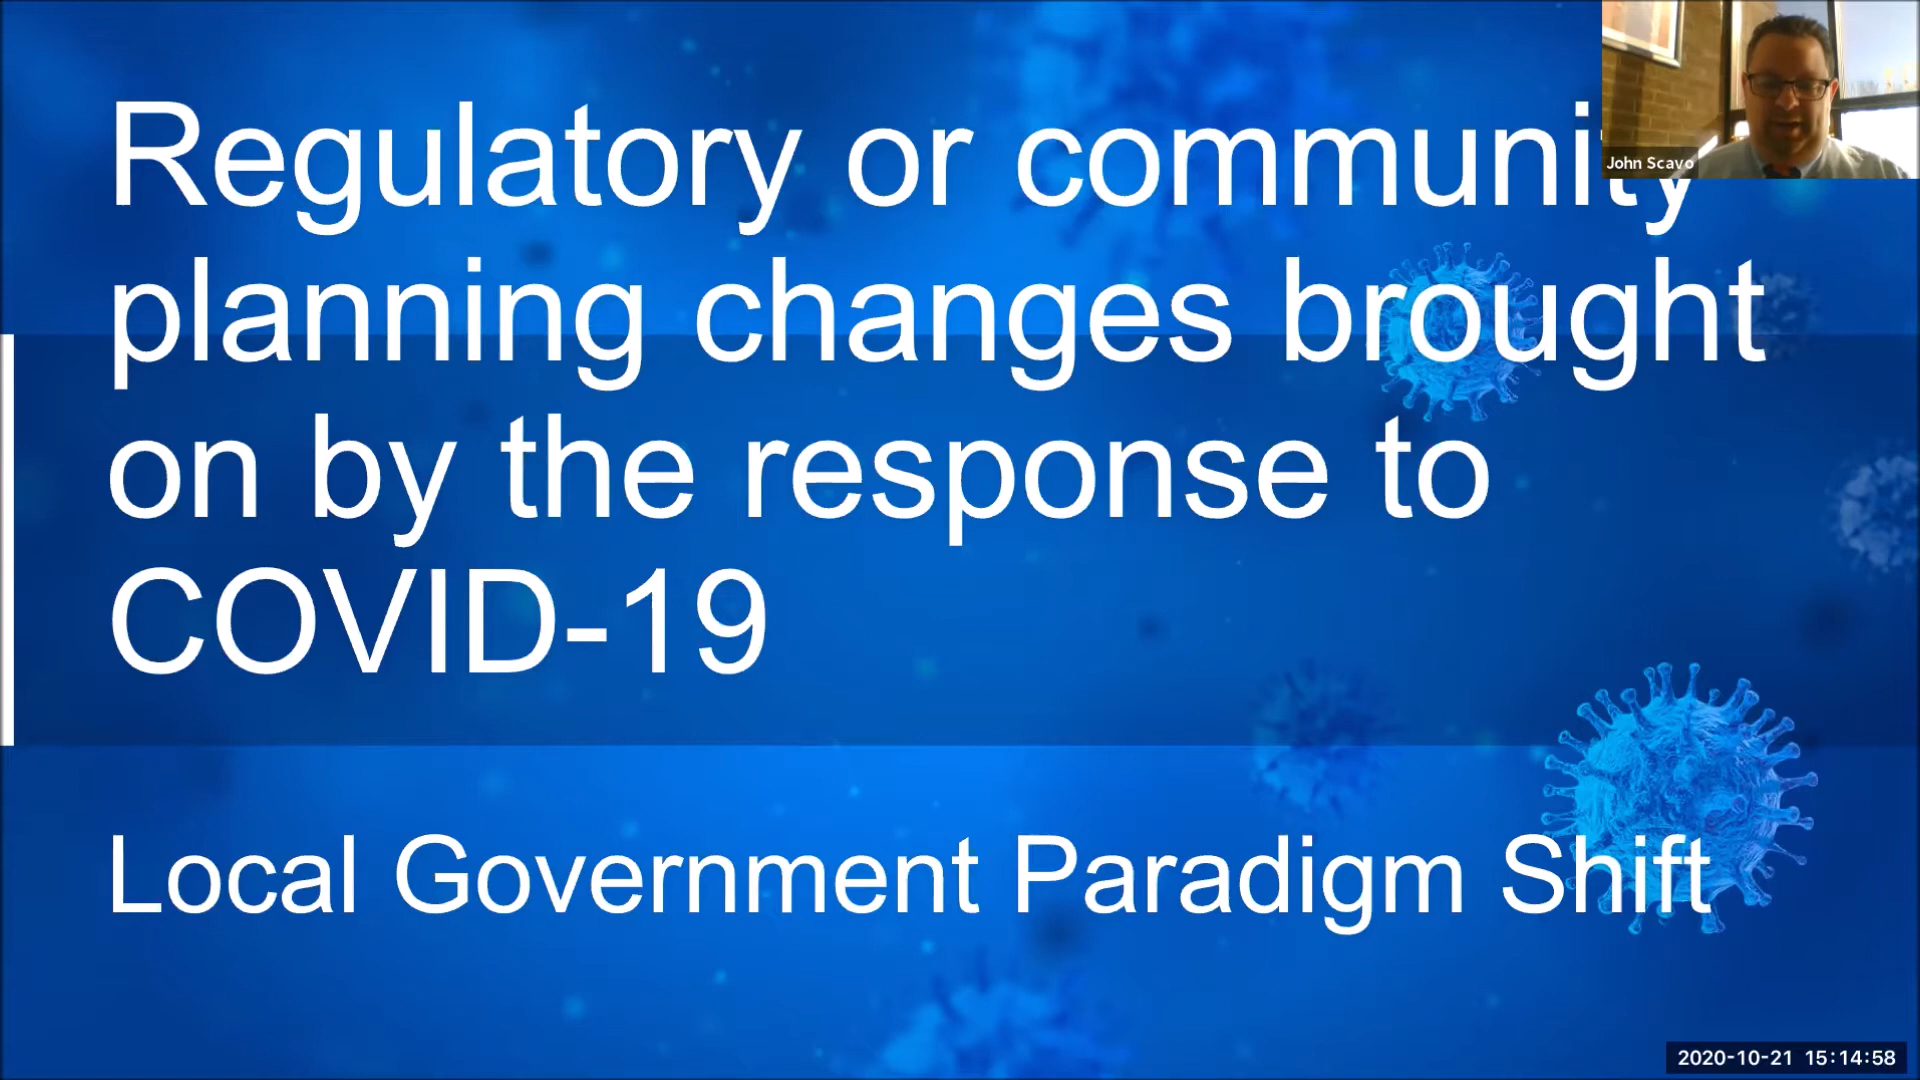 Regulatory or community
planning changes brought
on by the response to
COVID-19
Local Government Paradigm Shift
John Scavo
2020-10-21 15:14:58